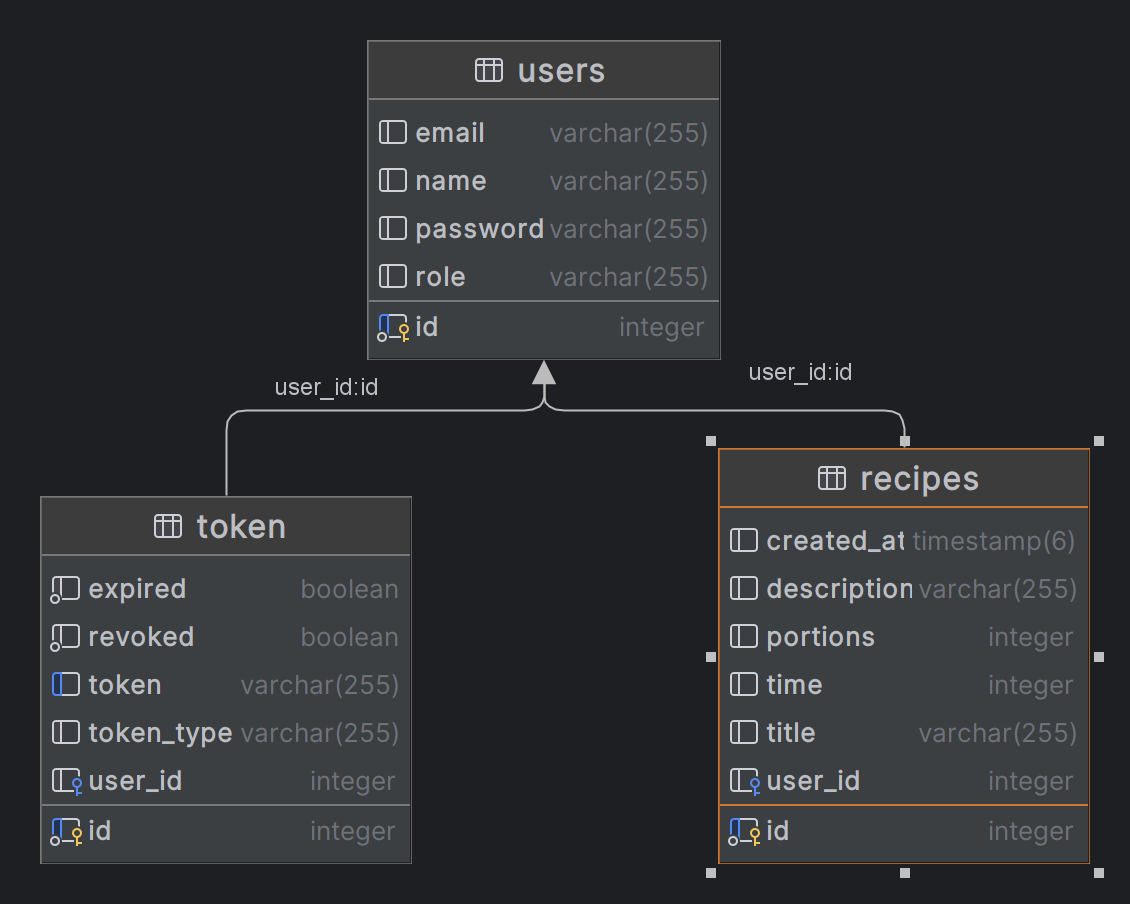 users
email varchar(255)
name varchar(255)
password varchar(255)
role varchar(255)
id integer
user_id:id
user_id:id
token
expired boolean
revoked boolean
token varchar(255)
token_type varchar(255)
user_id integer
id integer
recipes
created_at timestamp(6)
description varchar(255)
portions integer
time integer
title varchar(255)
user_id integer
id integer